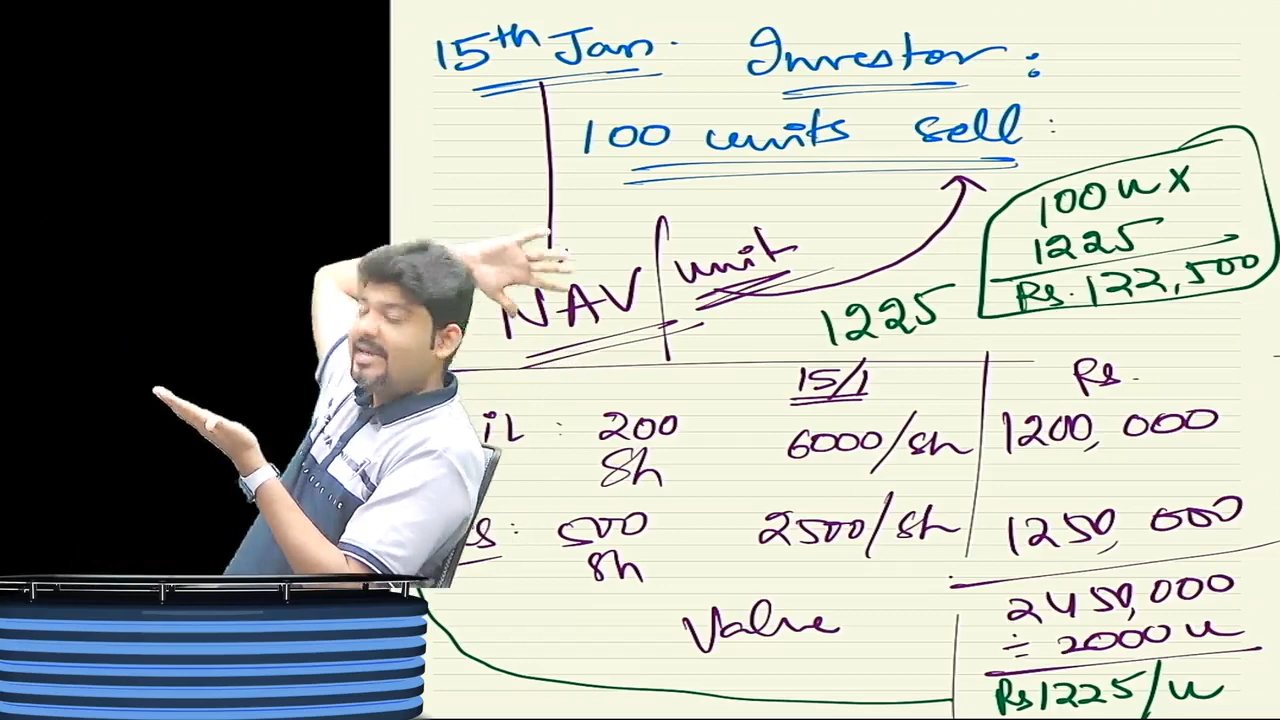 15th Jan. Investor:
100 units sell:
100 u x
1225
Rs. 122,500
NAV/unit
1225
15/1 Rs.
iL : 200 6000/sh 1200, 000
Sh
s: 500 2500/sh 1250, 000
Sh
2450,000
Value ÷ 2000 u
Rs 1225/u